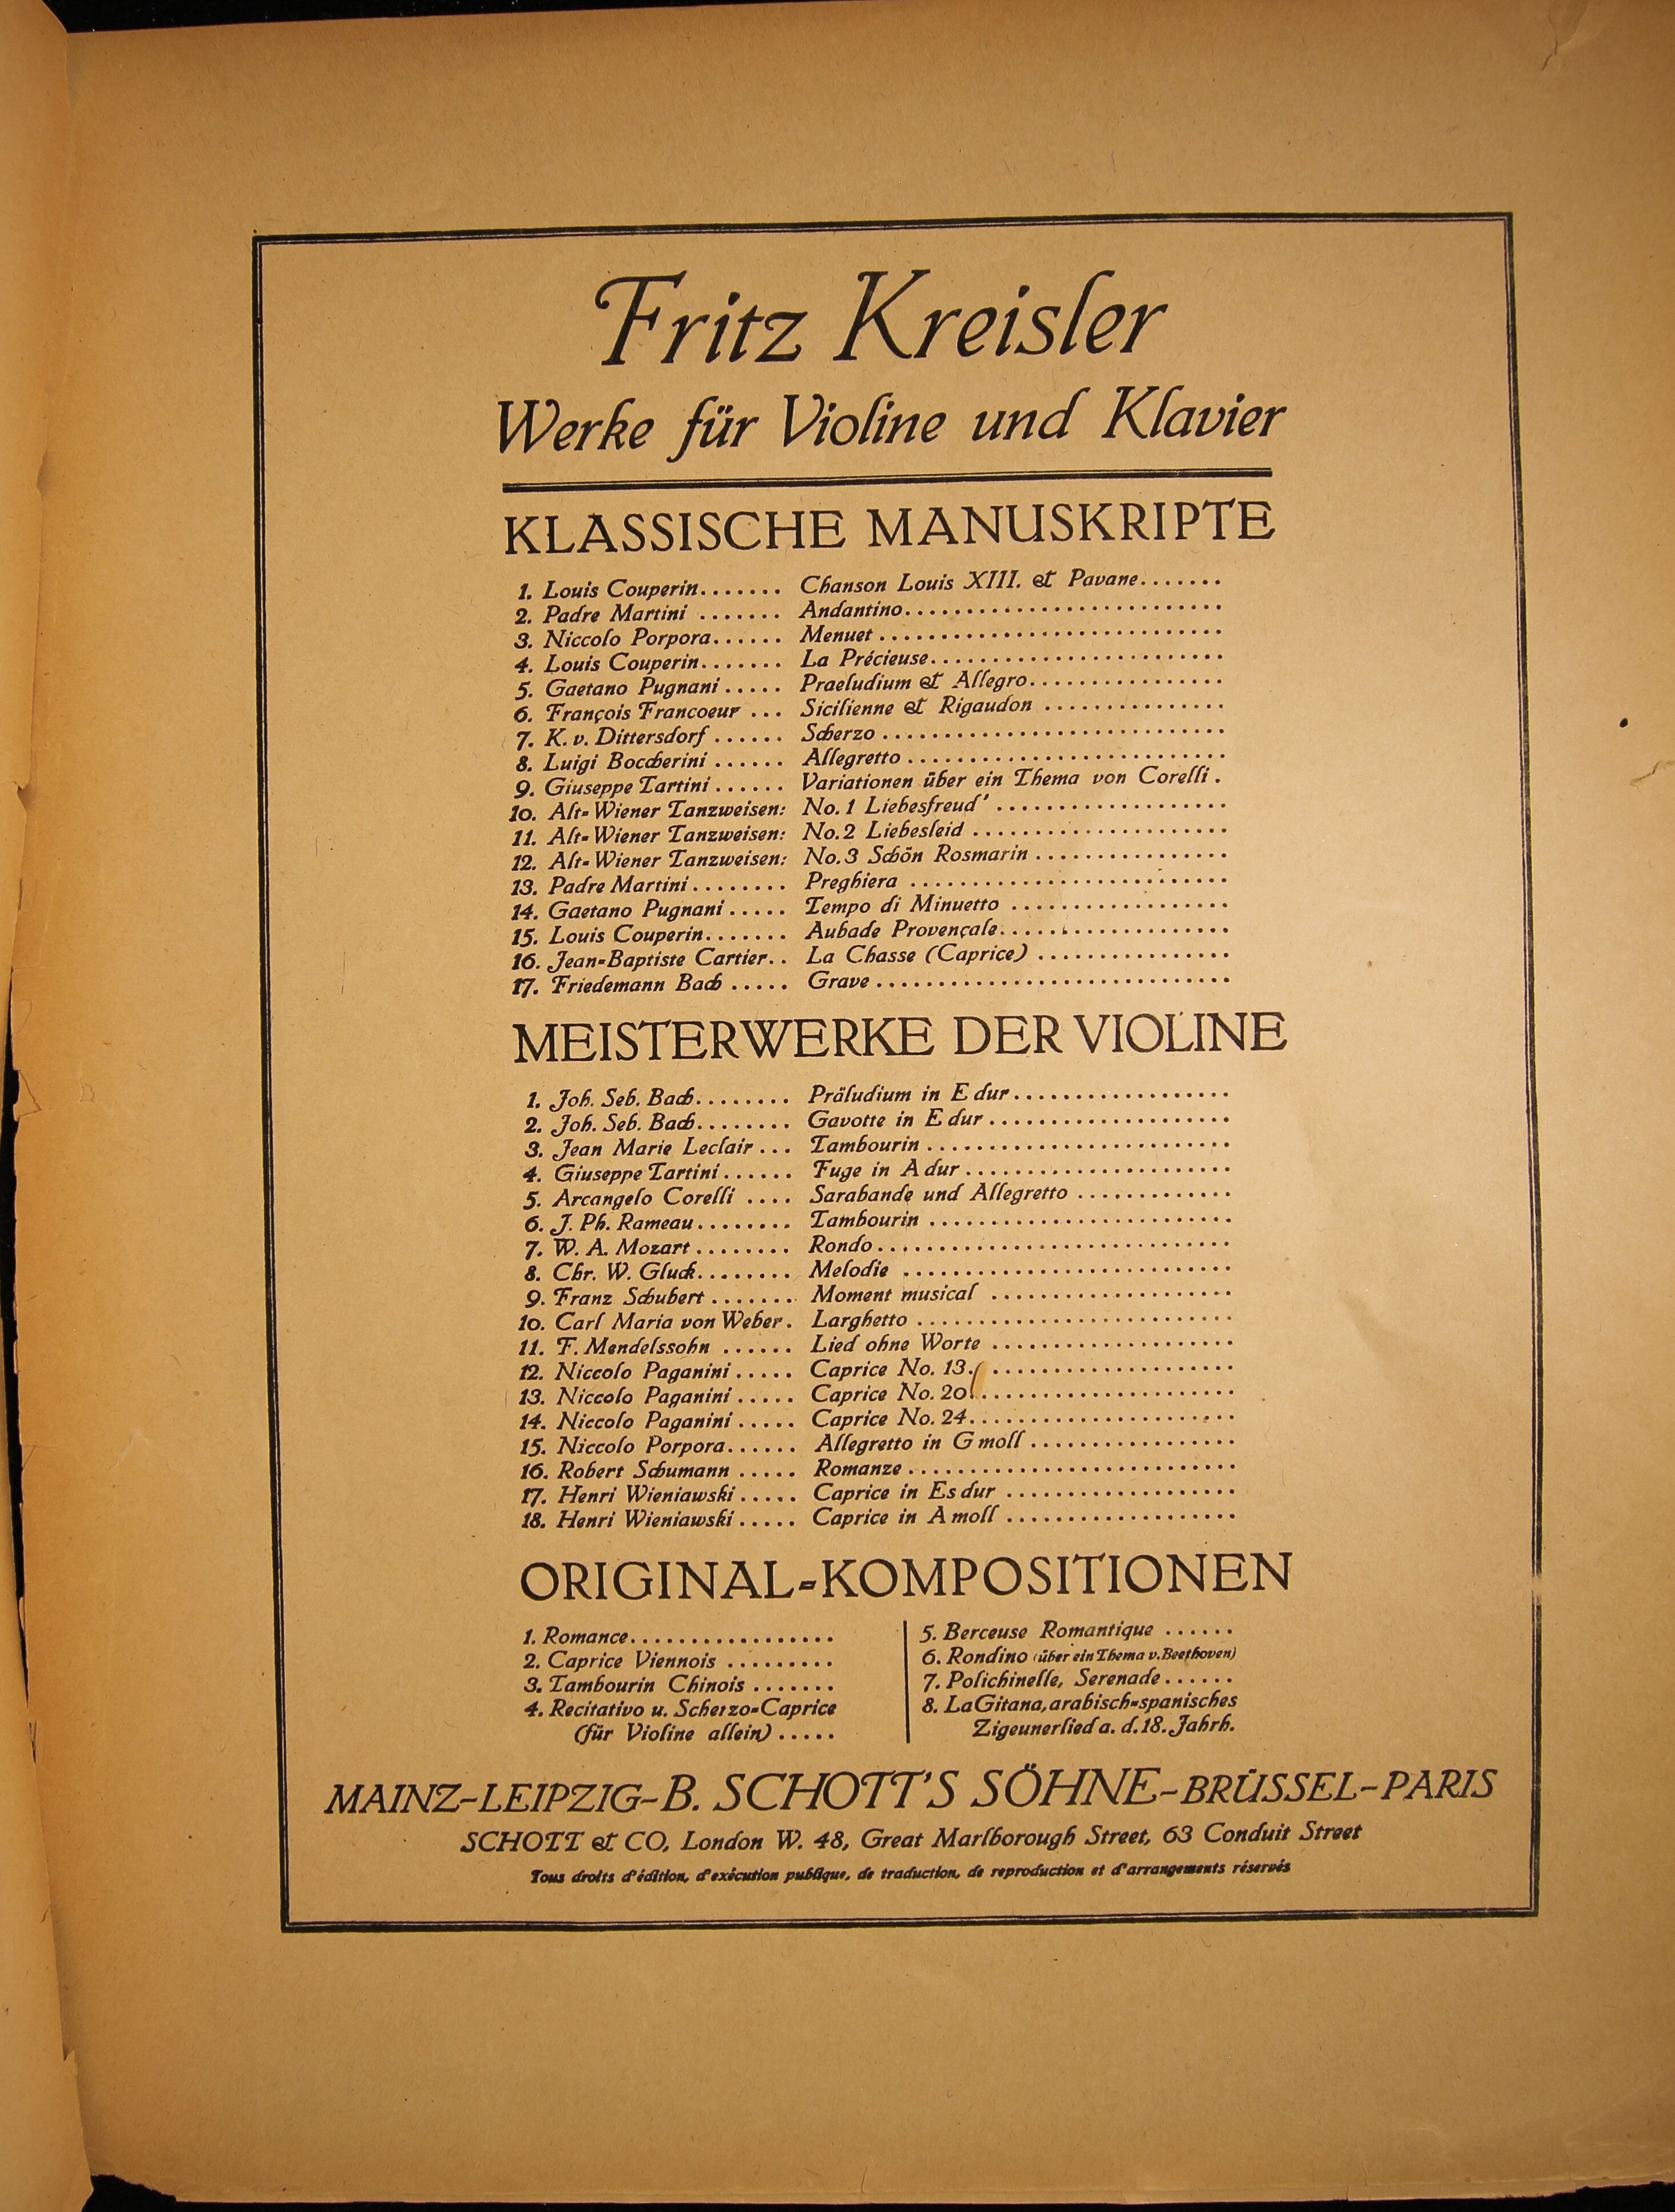 Fritz Kreisler
Werke für Violine und Klavier
KLASSISCHE MANUSKRIPTE
1. Louis Couperin....... Chanson Louis XIII. & Pavane.......
2. Padre Martini ....... Andantino..........................
3. Niccolo Porpora...... Menuet ............................
4. Louis Couperin....... La Précieuse........................
5. Gaetano Pugnani ..... Praeludium & Allegro................
6. François Francoeur ... Sicilienne & Rigaudon ...............
7. K. v. Dittersdorf ...... Scherzo ............................
8. Luigi Boccherini ...... Allegretto ..........................
9. Giuseppe Tartini ...... Variationen über ein Thema von Corelli .
10. Alt-Wiener Tanzweisen: No. 1 Liebesfreud' ...................
11. Alt-Wiener Tanzweisen: No. 2 Liebesleid .....................
12. Alt-Wiener Tanzweisen: No. 3 Schön Rosmarin ................
13. Padre Martini........ Preghiera ..........................
14. Gaetano Pugnani ..... Tempo di Minuetto ..................
15. Louis Couperin....... Aubade Provençale...................
16. Jean-Baptiste Cartier.. La Chasse (Caprice) ................
17. Friedemann Bach ..... Grave .............................
MEISTERWERKE DER VIOLINE
1. Joh. Seb. Bach........ Präludium in E dur..................
2. Joh. Seb. Bach........ Gavotte in E dur ....................
3. Jean Marie Leclair ... Tambourin .........................
4. Giuseppe Tartini...... Fuge in A dur ......................
5. Arcangelo Corelli .... Sarabande und Allegretto .............
6. J. Ph. Rameau........ Tambourin .........................
7. W. A. Mozart ........ Rondo.............................
8. Chr. W. Gluck........ Melodie ...........................
9. Franz Schubert ....... Moment musical ....................
10. Carl Maria von Weber. Larghetto ..........................
11. F. Mendelssohn ...... Lied ohne Worte ....................
12. Niccolo Paganini ..... Caprice No. 13. ....................
13. Niccolo Paganini ..... Caprice No. 20......................
14. Niccolo Paganini ..... Caprice No. 24......................
15. Niccolo Porpora...... Allegretto in G moll .................
16. Robert Schumann ..... Romanze ...........................
17. Henri Wieniawski ..... Caprice in Es dur ...................
18. Henri Wieniawski ..... Caprice in A moll ...................
ORIGINAL-KOMPOSITIONEN
1. Romance.................
2. Caprice Viennois .........
3. Tambourin Chinois .......
4. Recitativo u. Scherzo-Caprice
(für Violine allein) .....
5. Berceuse Romantique ......
6. Rondino (über ein Thema v. Beethoven)
7. Polichinelle, Serenade......
8. La Gitana, arabisch-spanisches
Zigeunerlied a. d. 18. Jahrh.
MAINZ-LEIPZIG-B. SCHOTT'S SÖHNE-BRÜSSEL-PARIS
SCHOTT & CO, London W. 48, Great Marlborough Street, 63 Conduit Street
Tous droits d'édition, d'exécution publique, de traduction, de reproduction et d'arrangements réservés